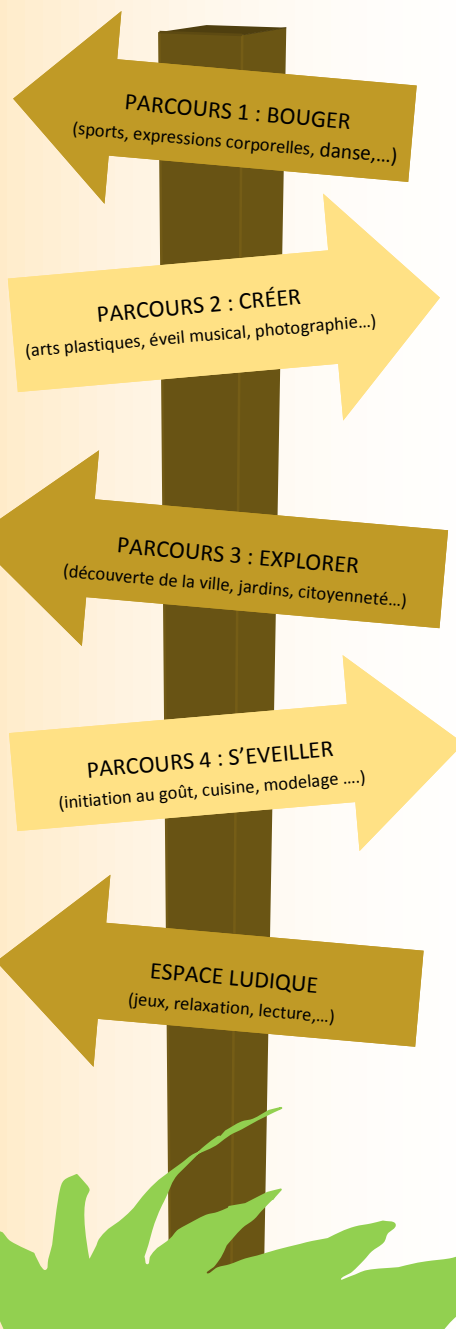 PARCOURS 1 : BOUGER
(sports, expressions corporelles, danse,...)
PARCOURS 2 : CRÉER
(arts plastiques, éveil musical, photographie...)
PARCOURS 3 : EXPLORER
(découverte de la ville, jardins, citoyenneté...)
PARCOURS 4 : S’EVEILLER
(initiation au goût, cuisine, modelage ....)
ESPACE LUDIQUE
(jeux, relaxation, lecture,...)